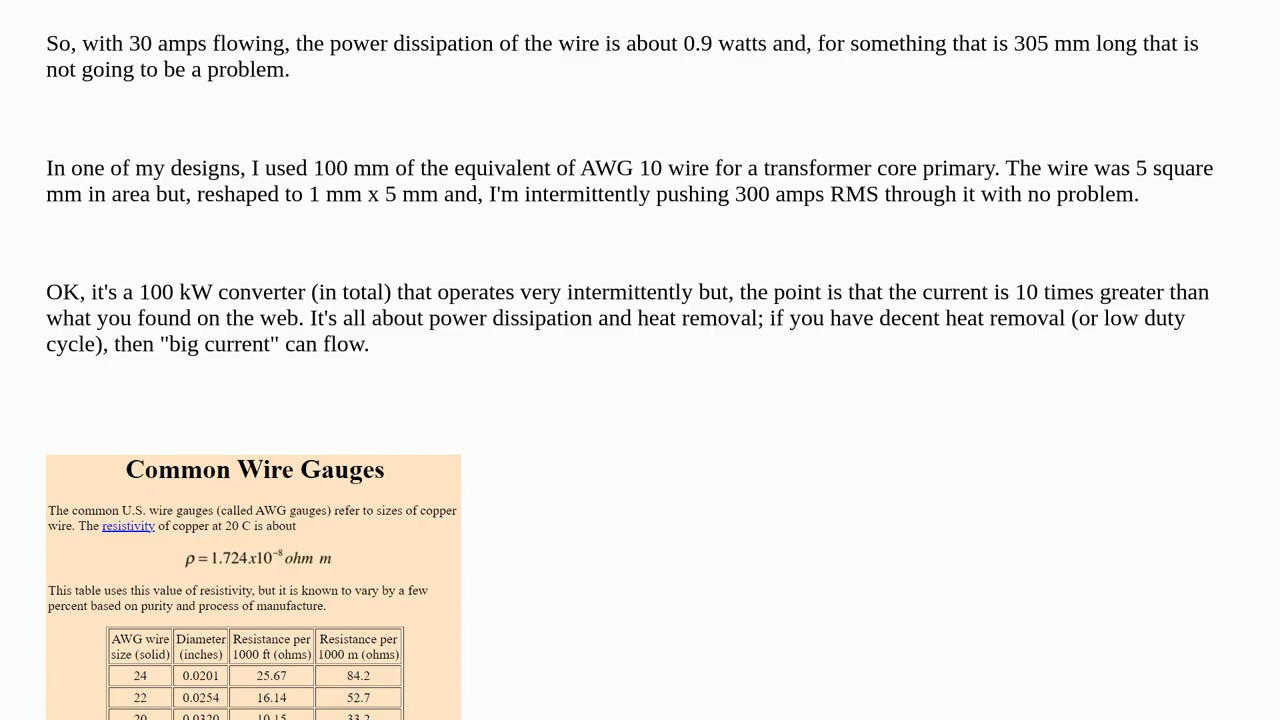 So, with 30 amps flowing, the power dissipation of the wire is about 0.9 watts and, for something that is 305 mm long that is
not going to be a problem.
In one of my designs, I used 100 mm of the equivalent of AWG 10 wire for a transformer core primary. The wire was 5 square
mm in area but, reshaped to 1 mm x 5 mm and, I'm intermittently pushing 300 amps RMS through it with no problem.
OK, it's a 100 kW converter (in total) that operates very intermittently but, the point is that the current is 10 times greater than
what you found on the web. It's all about power dissipation and heat removal; if you have decent heat removal (or low duty
cycle), then "big current" can flow.
Common Wire Gauges
The common U.S. wire gauges (called AWG gauges) refer to sizes of copper
wire. The resistivity of copper at 20 C is about
ρ = 1.724x10⁻⁸ ohm m
This table uses this value of resistivity, but it is known to vary by a few
percent based on purity and process of manufacture.
AWG wire Diameter Resistance per Resistance per
size (solid) (inches) 1000 ft (ohms) 1000 m (ohms)
24 0.0201 25.67 84.2
22 0.0254 16.14 52.7
20 0.0320 10.15 33.2